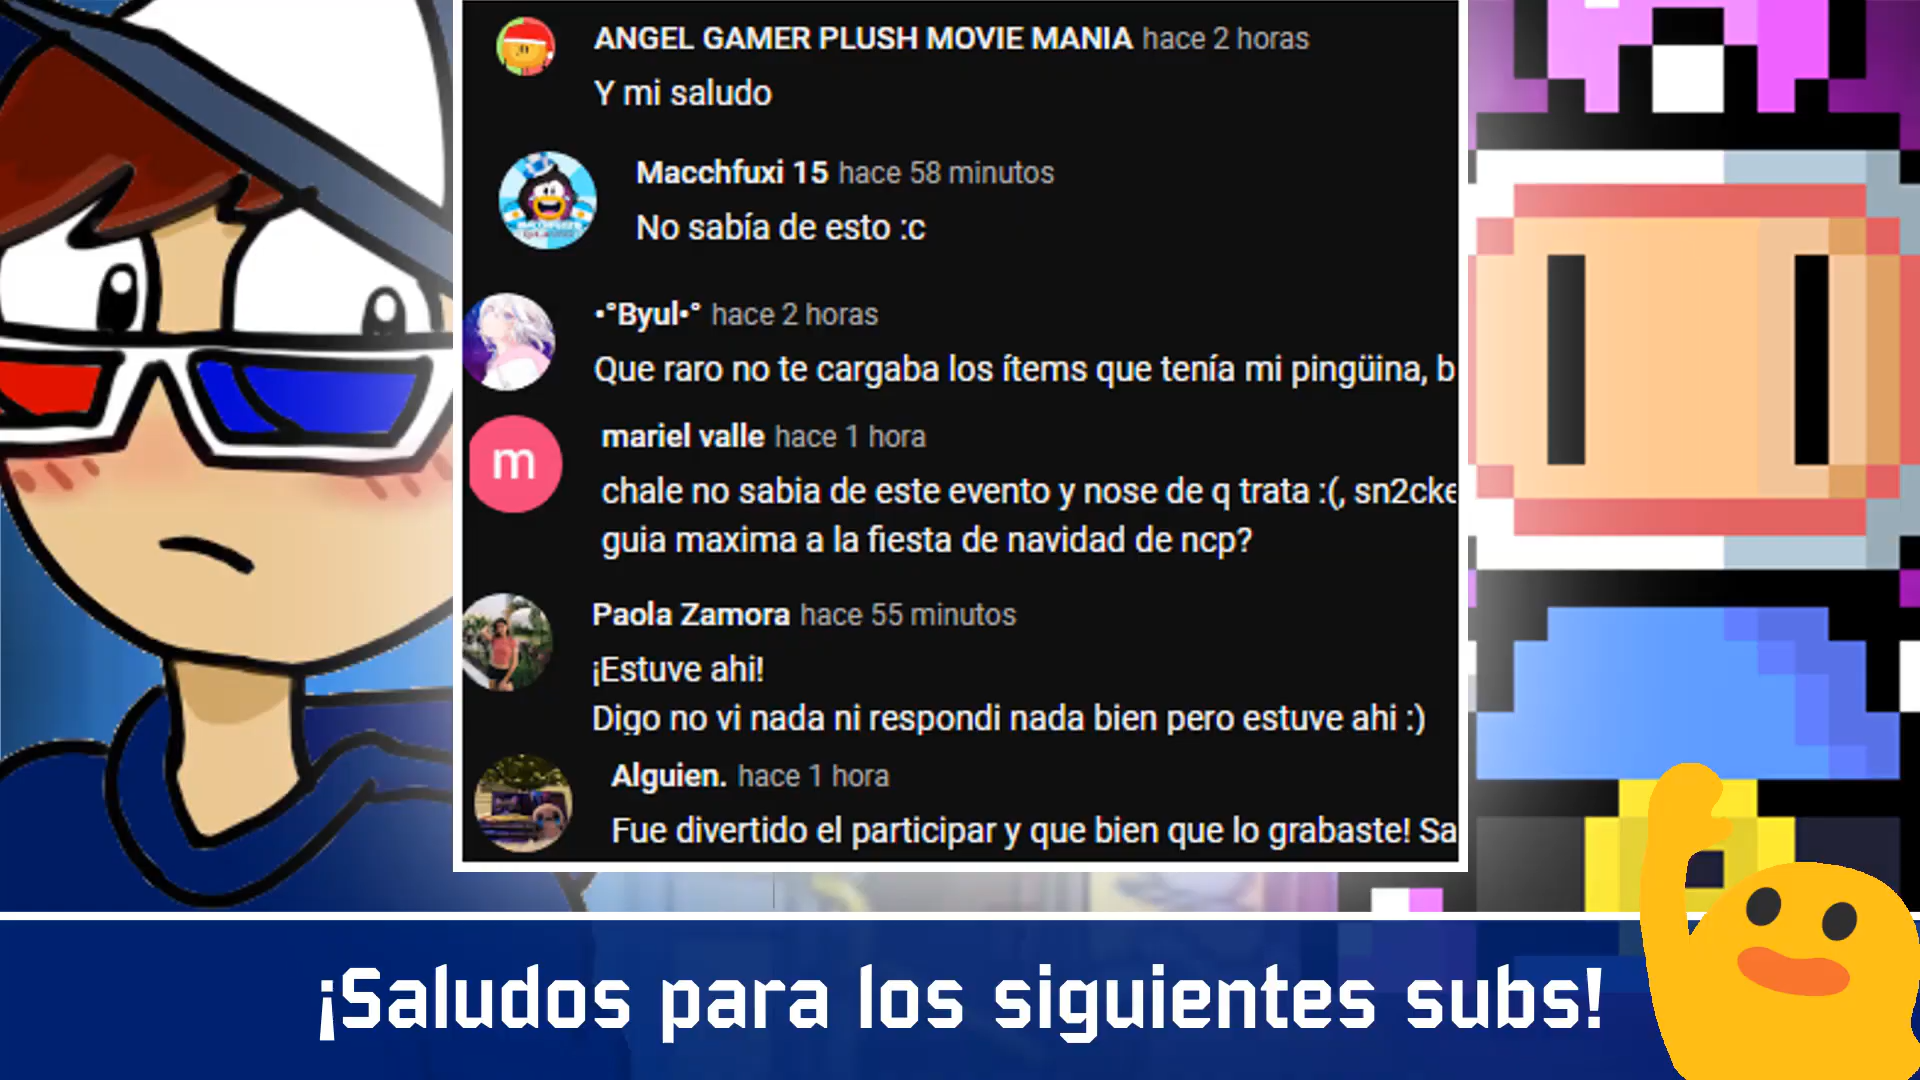 ANGEL GAMER PLUSH MOVIE MANIA hace 2 horas
Y mi saludo
Macchfuxi 15 hace 58 minutos
No sabía de esto :c
•°Byul•° hace 2 horas
Que raro no te cargaba los ítems que tenía mi pingüina, b
m
mariel valle hace 1 hora
chale no sabia de este evento y nose de q trata :(, sn2cke
guia maxima a la fiesta de navidad de ncp?
Paola Zamora hace 55 minutos
¡Estuve ahi!
Digo no vi nada ni respondi nada bien pero estuve ahi :)
Alguien. hace 1 hora
Fue divertido el participar y que bien que lo grabaste! Sa
¡Saludos para los siguientes subs!